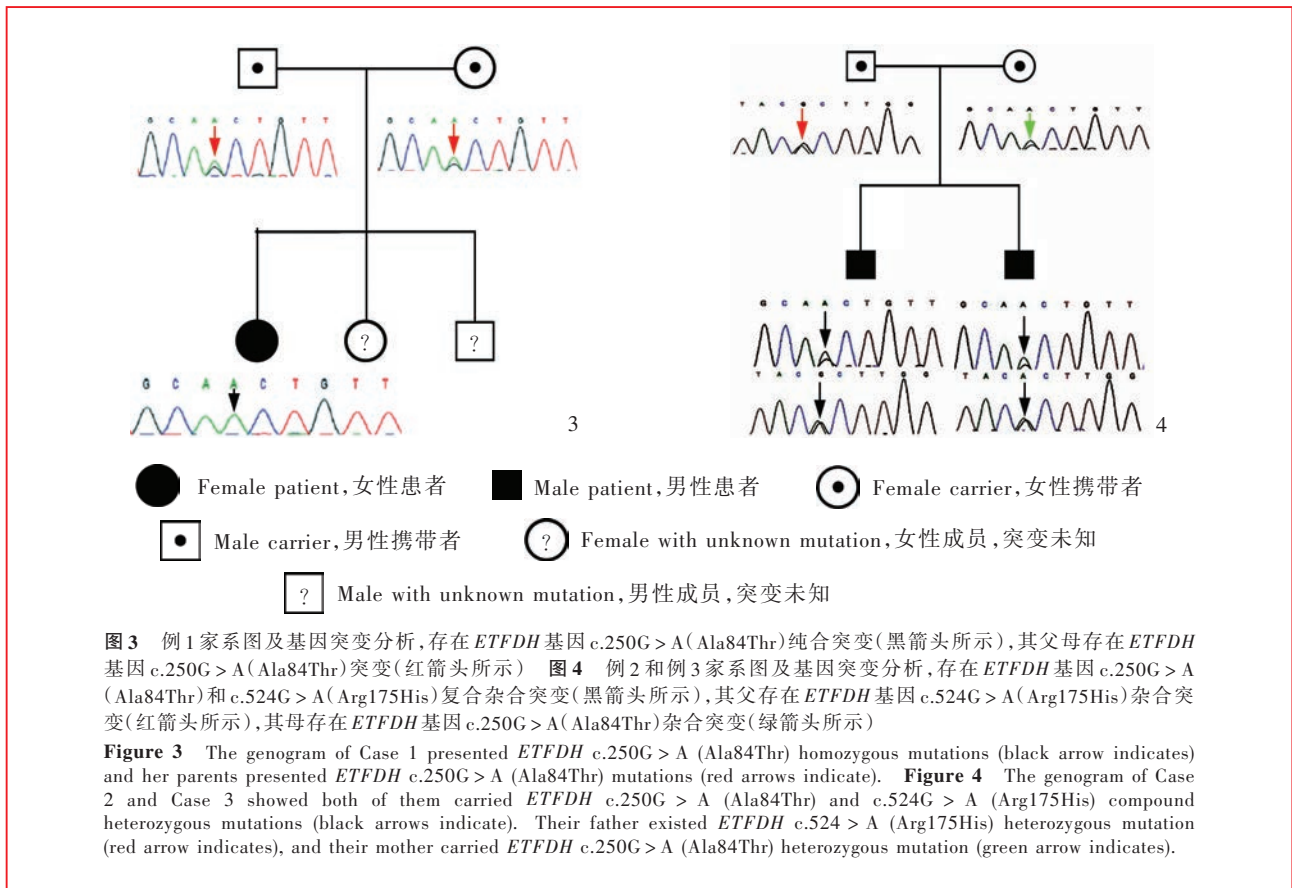 T A C G C T T G G
G C A A C T G T T
G C A A C T G T T
G C A A C T G T T
? ?
G C A A C T G T T
G C A A C T G T T
G C A A C T G T T
T A C G C T T G G
T A C A C T T G G
3
4
Female patient,女性患者
Male patient,男性患者
Female carrier,女性携带者
Male carrier,男性携带者
? Female with unknown mutation,女性成员,突变未知
? Male with unknown mutation,男性成员,突变未知
图3 例1家系图及基因突变分析,存在ETFDH基因c.250G>A(Ala84Thr)纯合突变(黑箭头所示),其父母存在ETFDH
基因c.250G>A(Ala84Thr)突变(红箭头所示) 图4 例2和例3家系图及基因突变分析,存在ETFDH基因c.250G>A
(Ala84Thr)和c.524G>A(Arg175His)复合杂合突变(黑箭头所示),其父存在ETFDH基因c.524G>A(Arg175His)杂合突
变(红箭头所示),其母存在ETFDH基因c.250G>A(Ala84Thr)杂合突变(绿箭头所示)
Figure 3 The genogram of Case 1 presented ETFDH c.250G>A (Ala84Thr) homozygous mutations (black arrow indicates)
and her parents presented ETFDH c.250G>A (Ala84Thr) mutations (red arrows indicate). Figure 4 The genogram of Case
2 and Case 3 showed both of them carried ETFDH c.250G > A (Ala84Thr) and c.524G > A (Arg175His) compound
heterozygous mutations (black arrows indicate). Their father existed ETFDH c.524 > A (Arg175His) heterozygous mutation
(red arrow indicates), and their mother carried ETFDH c.250G>A (Ala84Thr) heterozygous mutation (green arrow indicates).